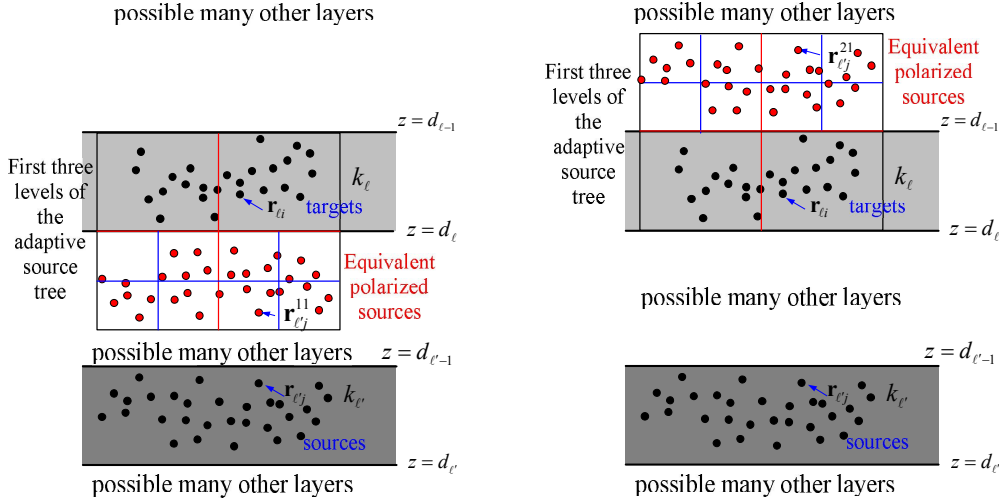 possible many other layers
First three
levels of
the
adaptive
source
tree
z = d_{ℓ−1}
k_ℓ
r_{ℓi}
targets
z = d_ℓ
Equivalent
polarized
sources
r^{11}_{ℓ'j}
possible many other layers
z = d_{ℓ'−1}
r_{ℓ'j}
k_{ℓ'}
sources
z = d_{ℓ'}
possible many other layers
possible many other layers
First three
levels of
the
adaptive
source
tree
r^{21}_{ℓ'j}
Equivalent
polarized
sources
z = d_{ℓ−1}
k_ℓ
r_{ℓi}
targets
z = d_ℓ
possible many other layers
z = d_{ℓ'−1}
r_{ℓ'j}
k_{ℓ'}
sources
z = d_{ℓ'}
possible many other layers